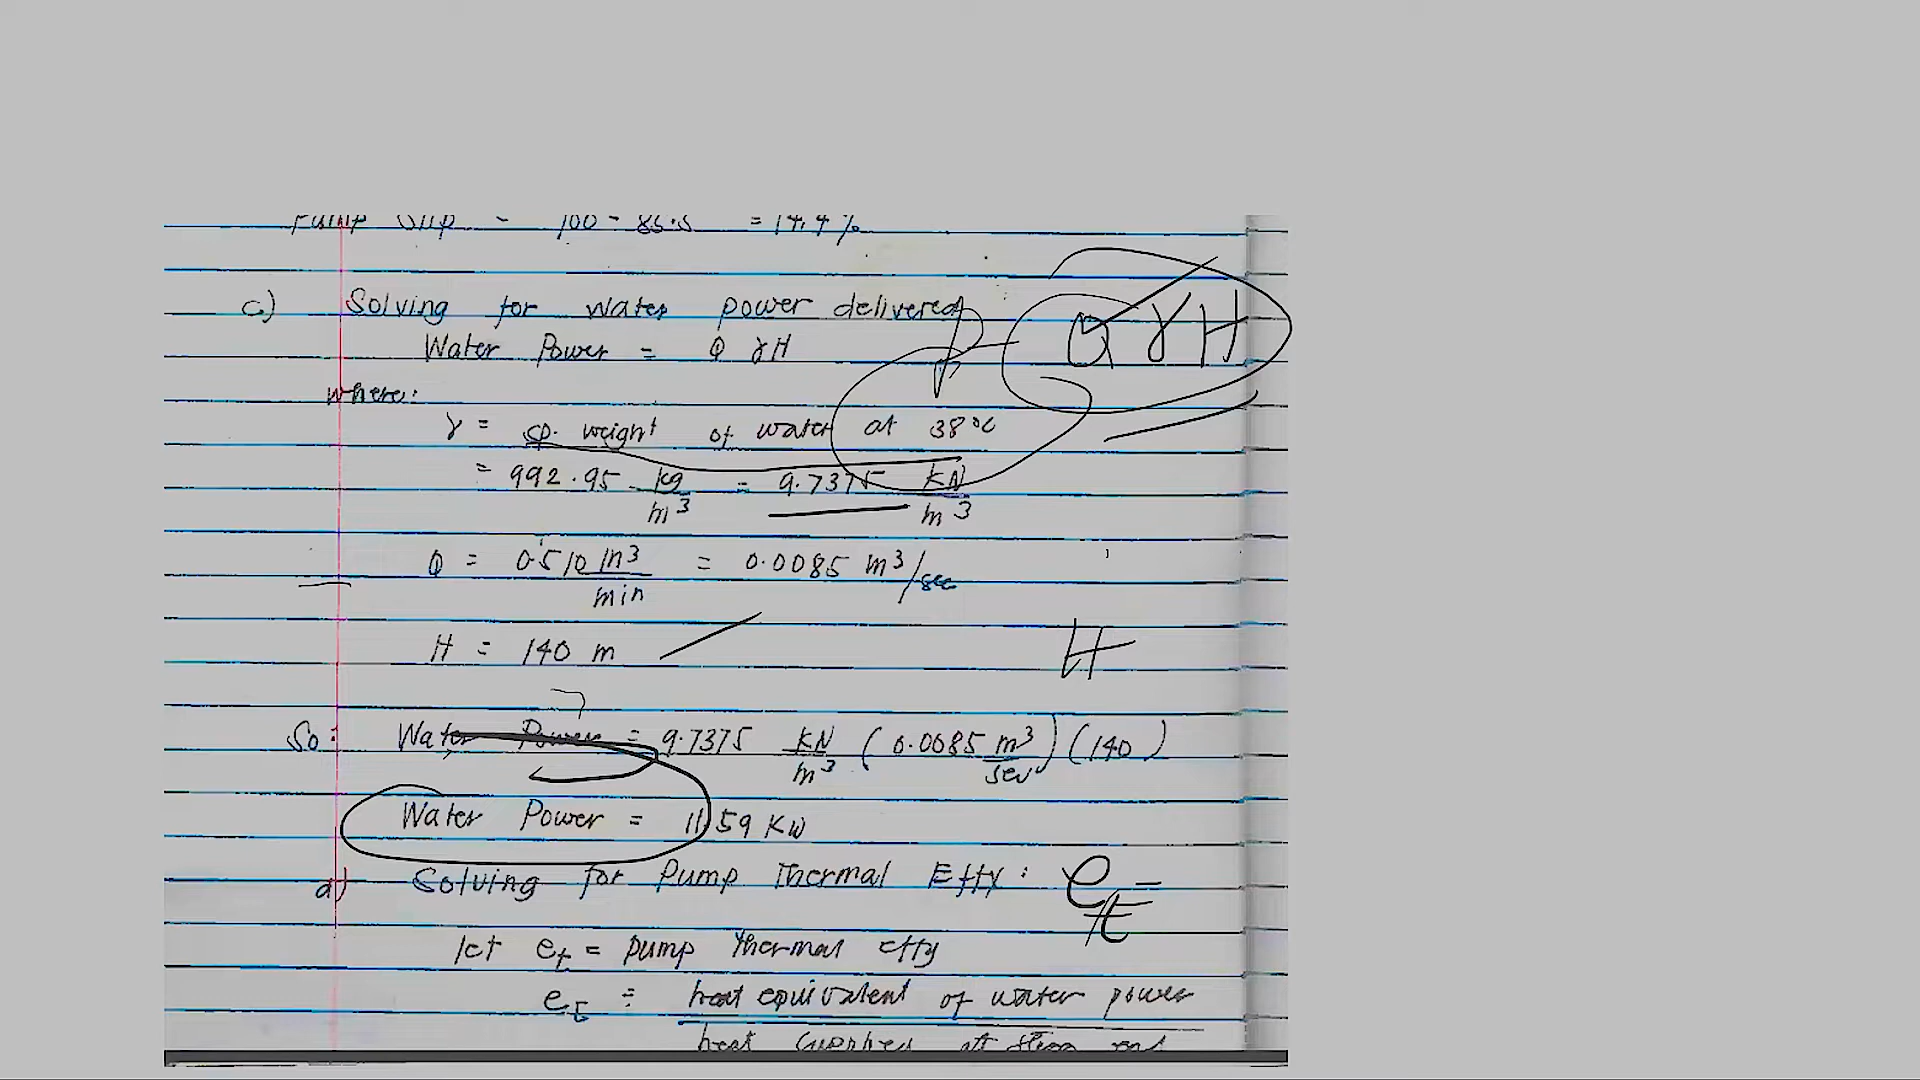 Pump Slip - 100 - 85.5 = 14.4%
c.) Solving for water power delivered
Water Power = Q γH
QγH
where:
γ = sp. weight of water at 38°C
= 992.95 kg/m³ = 9.7375 KN/m³
Q = 0.510 m³/min = 0.0085 m³/sec
H = 140 m
H
So: Water Power = 9.7375 KN/m³ (0.0085 m³/sec) (140)
Water Power = 11.59 KW
d) Solving for Pump Thermal Effy:
et =
let et = pump thermal effy
et = heat equivalent of water power
heat